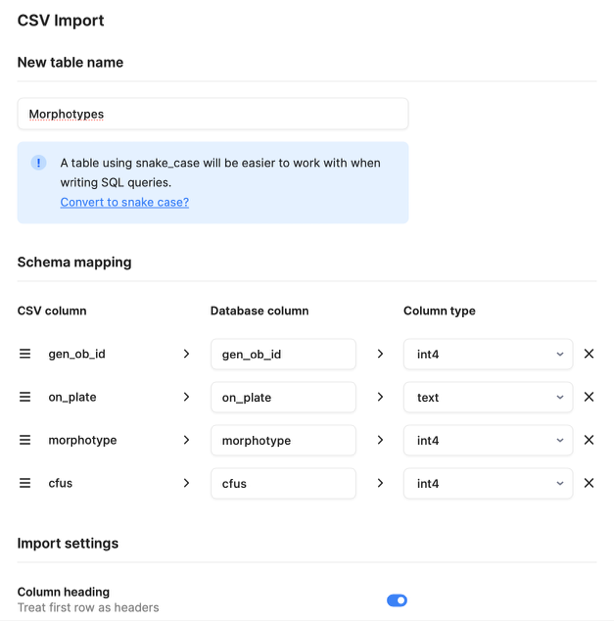 CSV Import
New table name
Morphotypes
! A table using snake_case will be easier to work with when
writing SQL queries.
Convert to snake case?
Schema mapping
CSV column Database column Column type
gen_ob_id gen_ob_id int4
on_plate on_plate text
morphotype morphotype int4
cfus cfus int4
Import settings
Column heading
Treat first row as headers